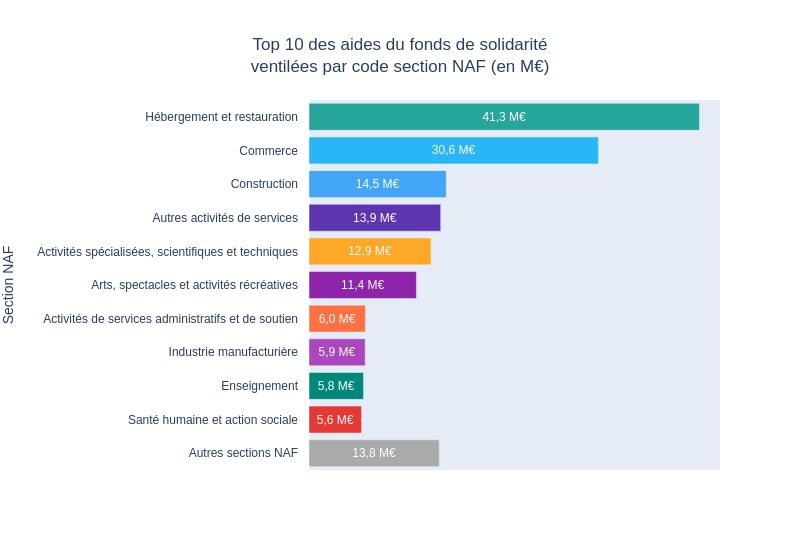 Top 10 des aides du fonds de solidarité
ventilées par code section NAF (en M€)
Section NAF
Hébergement et restauration 41,3 M€
Commerce 30,6 M€
Construction 14,5 M€
Autres activités de services 13,9 M€
Activités spécialisées, scientifiques et techniques 12,9 M€
Arts, spectacles et activités récréatives 11,4 M€
Activités de services administratifs et de soutien 6,0 M€
Industrie manufacturière 5,9 M€
Enseignement 5,8 M€
Santé humaine et action sociale 5,6 M€
Autres sections NAF 13,8 M€